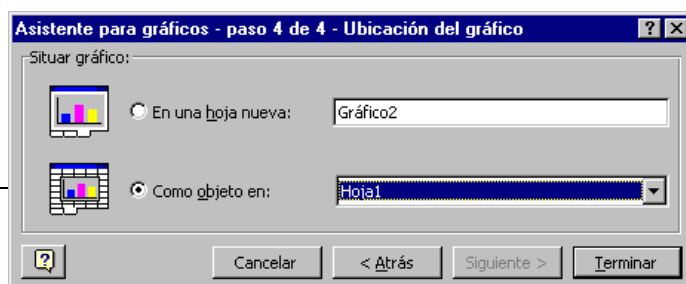 Asistente para gráficos - paso 4 de 4 - Ubicación del gráfico
Situar gráfico:
En una hoja nueva: Gráfico2
Como objeto en: Hoja1
Cancelar < Atrás Siguiente > Terminar